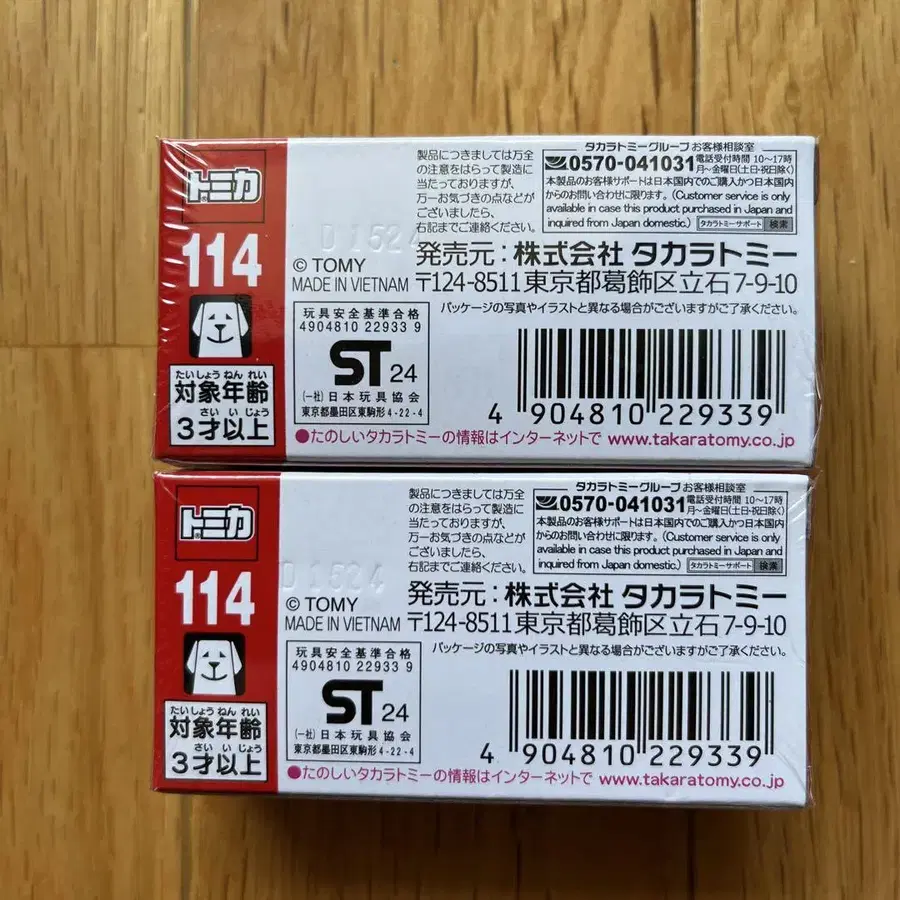 トミカ
114
たいしょうねんれい
対象年齢
さいいじょう
3才以上
製品につきましては万全
の注意をはらって製造に
当たっておりますが、
万一お気づきの点などが
ございましたら、
右記までご連絡ください。
タカラトミーグループ お客様相談室
0570-041031 電話受付時間 10〜17時
月〜金曜日(土日・祝日除く)
本製品のお客様サポートは日本国内でのご購入かつ日本国
内からのお問い合わせに限ります。(Customer service is only
available in case this product purchased in Japan and
inquired from Japan domestic.) タカラトミーサポート 検索
D 1524
© TOMY
MADE IN VIETNAM
発売元:株式会社 タカラトミー
〒124-8511 東京都葛飾区立石7-9-10
パッケージの写真やイラストと異なる場合がございますがご了承ください。
玩具安全基準合格
4904810 22933 9
ST 24
(一社)日本玩具協会
東京都墨田区東駒形4-22-4
4 904810 229339
●たのしいタカラトミーの情報はインターネットで www.takaratomy.co.jp
トミカ
114
たいしょうねんれい
対象年齢
さいいじょう
3才以上
製品につきましては万全
の注意をはらって製造に
当たっておりますが、
万一お気づきの点などが
ございましたら、
右記までご連絡ください。
タカラトミーグループ お客様相談室
0570-041031 電話受付時間 10〜17時
月〜金曜日(土日・祝日除く)
本製品のお客様サポートは日本国内でのご購入かつ日本国
内からのお問い合わせに限ります。(Customer service is only
available in case this product purchased in Japan and
inquired from Japan domestic.) タカラトミーサポート 検索
D 1524
© TOMY
MADE IN VIETNAM
発売元:株式会社 タカラトミー
〒124-8511 東京都葛飾区立石7-9-10
パッケージの写真やイラストと異なる場合がございますがご了承ください。
玩具安全基準合格
4904810 22933 9
ST 24
(一社)日本玩具協会
東京都墨田区東駒形4-22-4
4 904810 229339
●たのしいタカラトミーの情報はインターネットで www.takaratomy.co.jp